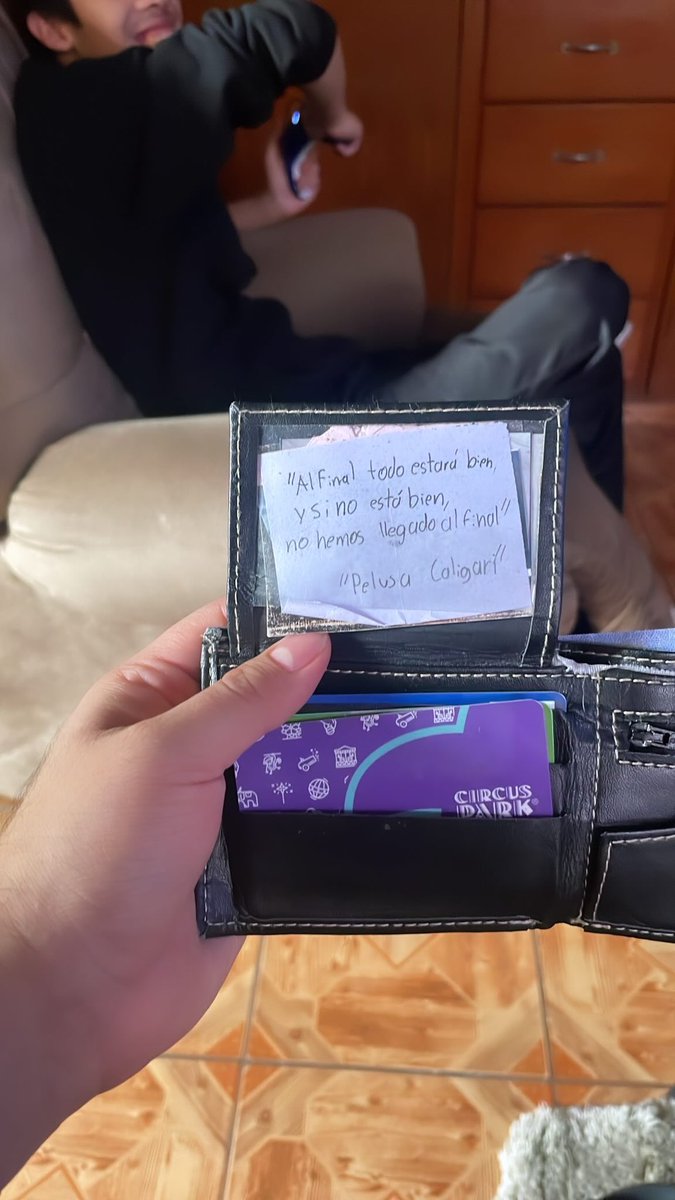 "Al Final todo estará bien,
y si no está bien,
no hemos llegado al final"
"Pelusa Caligari"
CIRCUS
PARK®